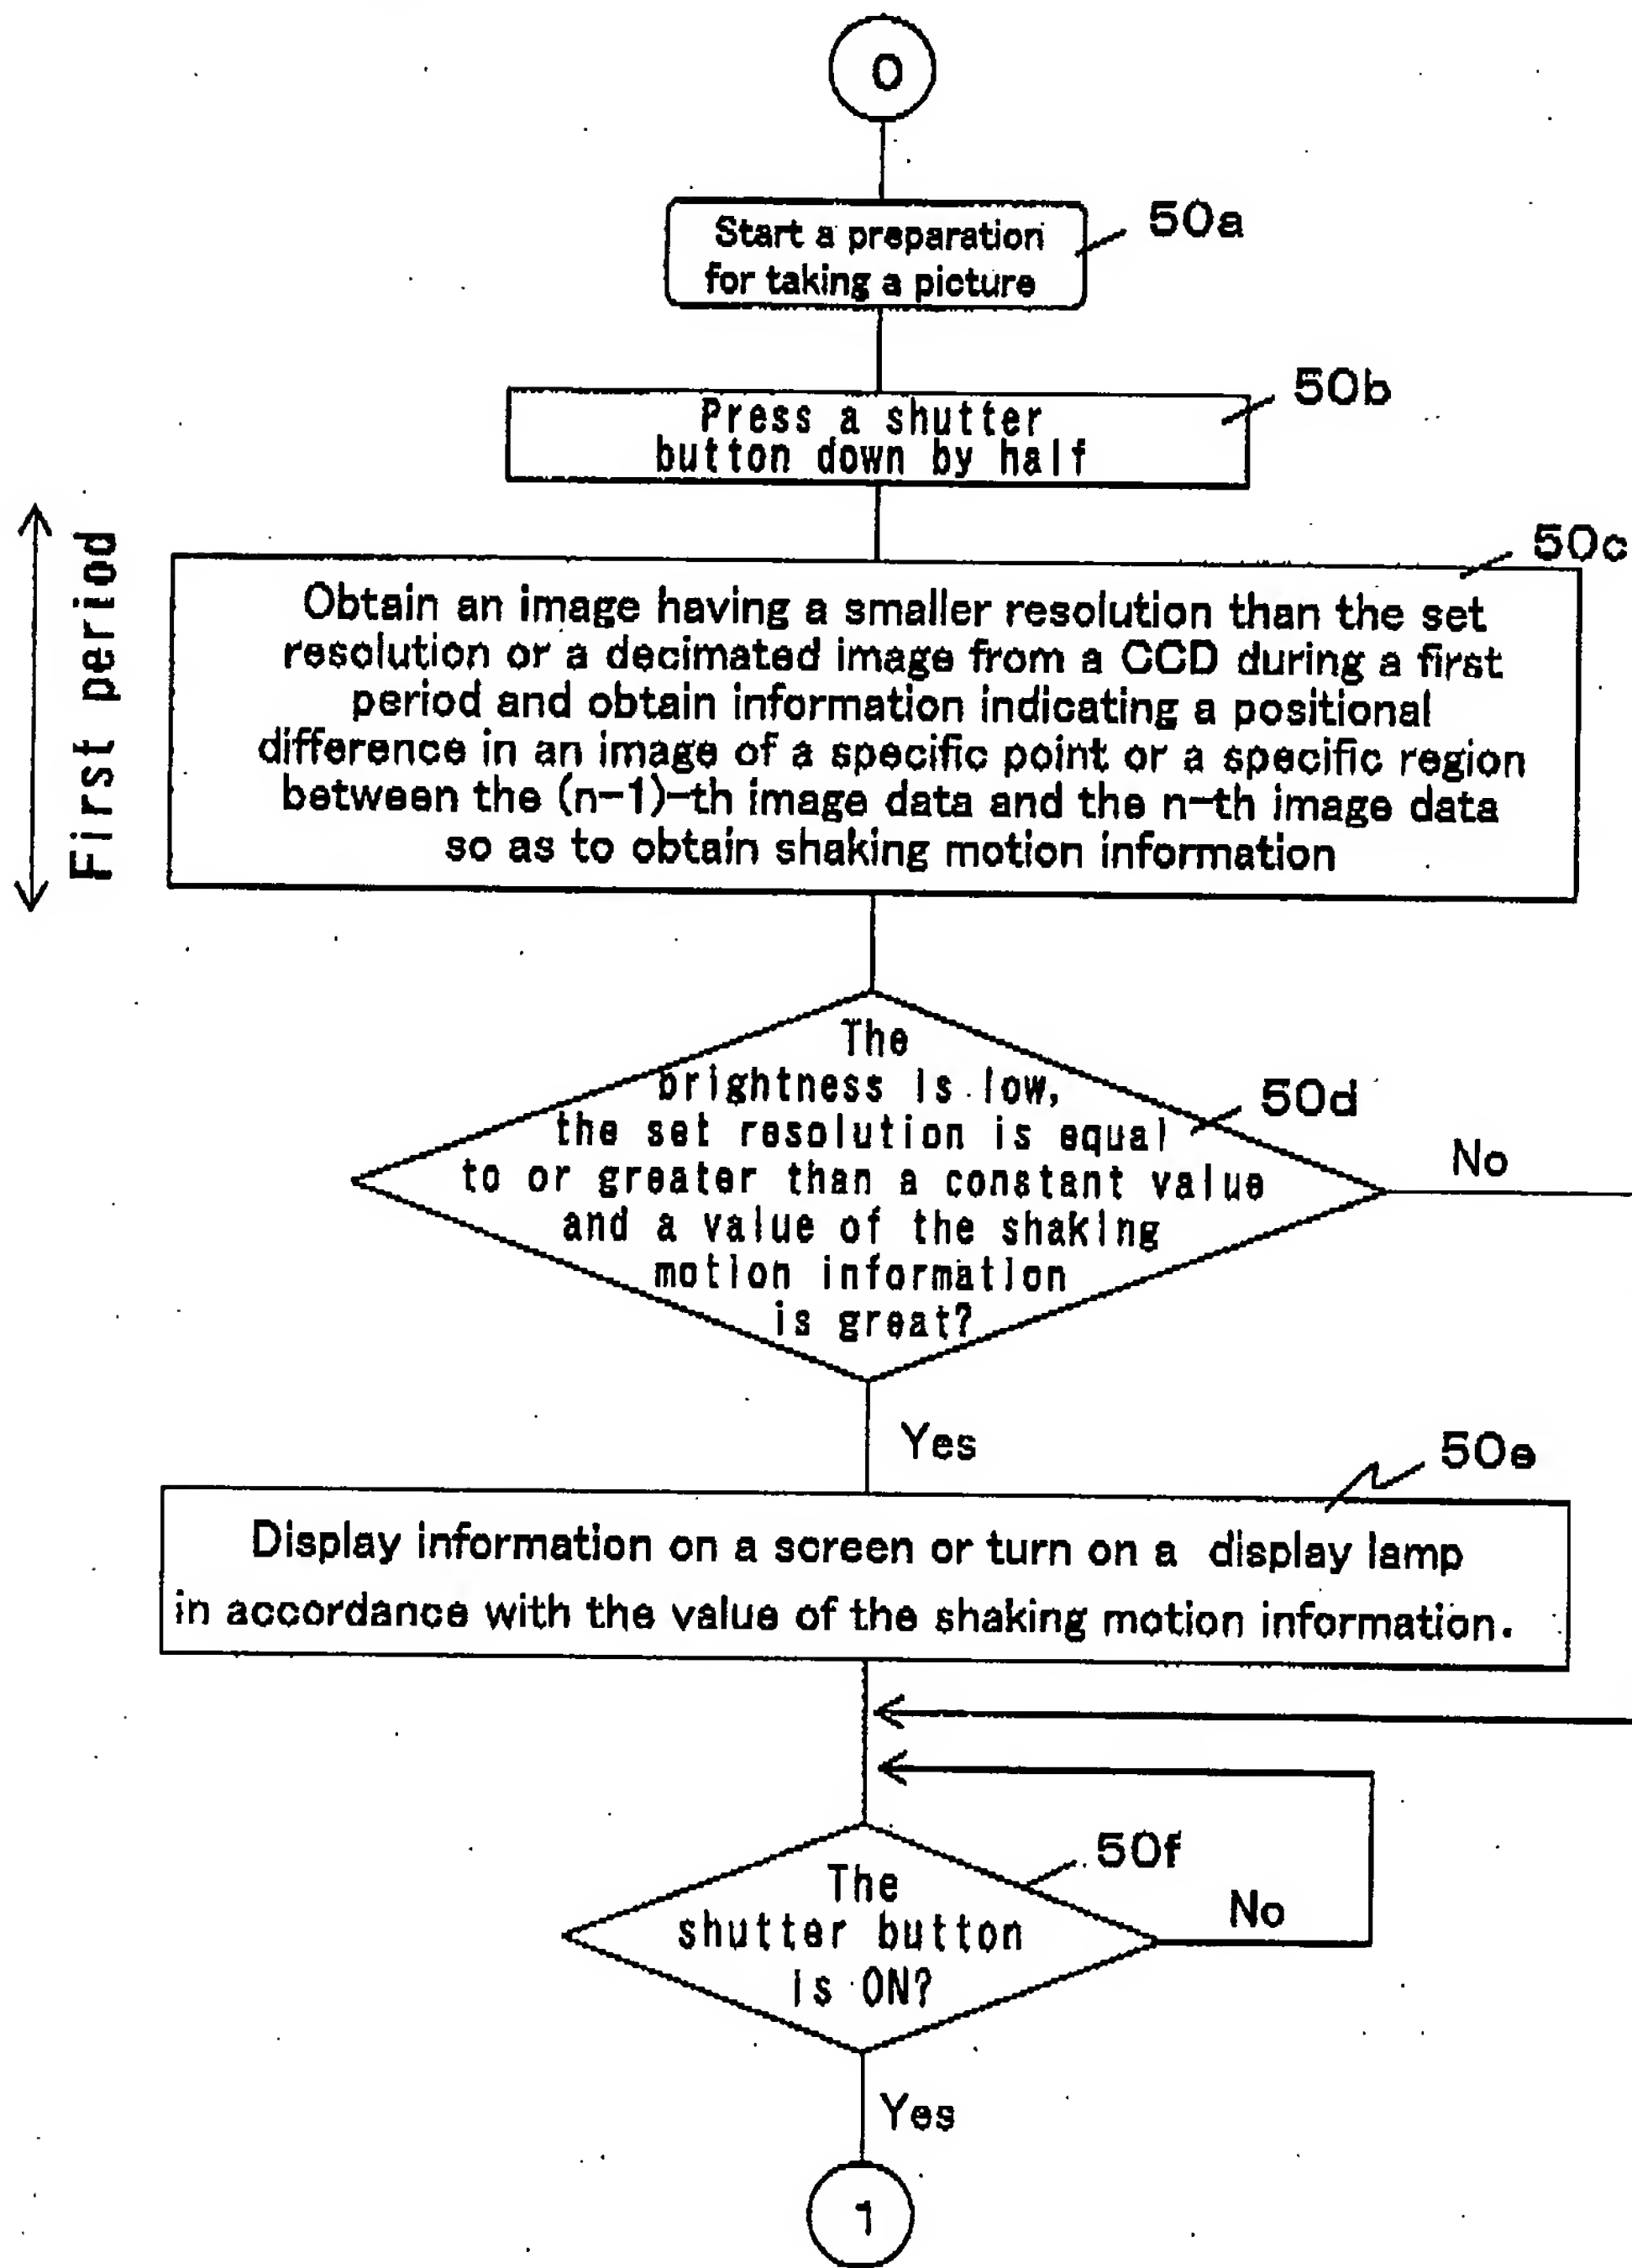 0
Start a preparation
for taking a picture
50a
Press a shutter
button down by half
50b
First period
50c
Obtain an image having a smaller resolution than the set
resolution or a decimated image from a CCD during a first
period and obtain information indicating a positional
difference in an image of a specific point or a specific region
between the (n-1)-th image data and the n-th image data
so as to obtain shaking motion information
The
brightness is low,
the set resolution is equal
to or greater than a constant value
and a value of the shaking
motion information
is great?
50d
No
Yes
50e
Display information on a screen or turn on a display lamp
in accordance with the value of the shaking motion information.
The
shutter button
is ON?
50f
No
Yes
1